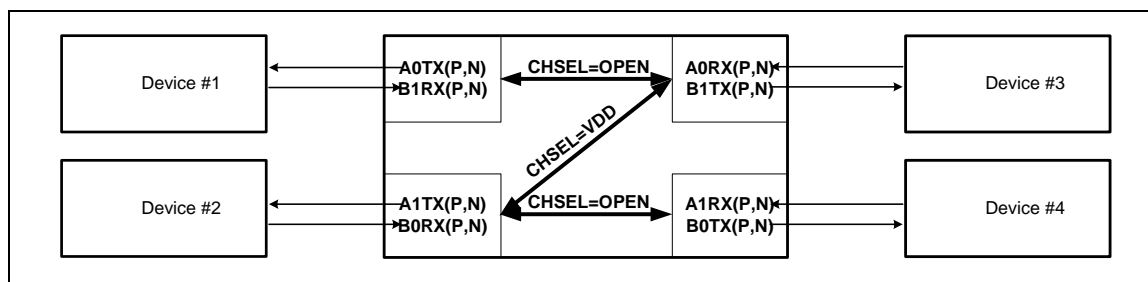 Device #1
A0TX(P,N)
B1RX(P,N)
CHSEL=OPEN
A0RX(P,N)
B1TX(P,N)
Device #3
CHSEL=VDD
Device #2
A1TX(P,N)
B0RX(P,N)
CHSEL=OPEN
A1RX(P,N)
B0TX(P,N)
Device #4